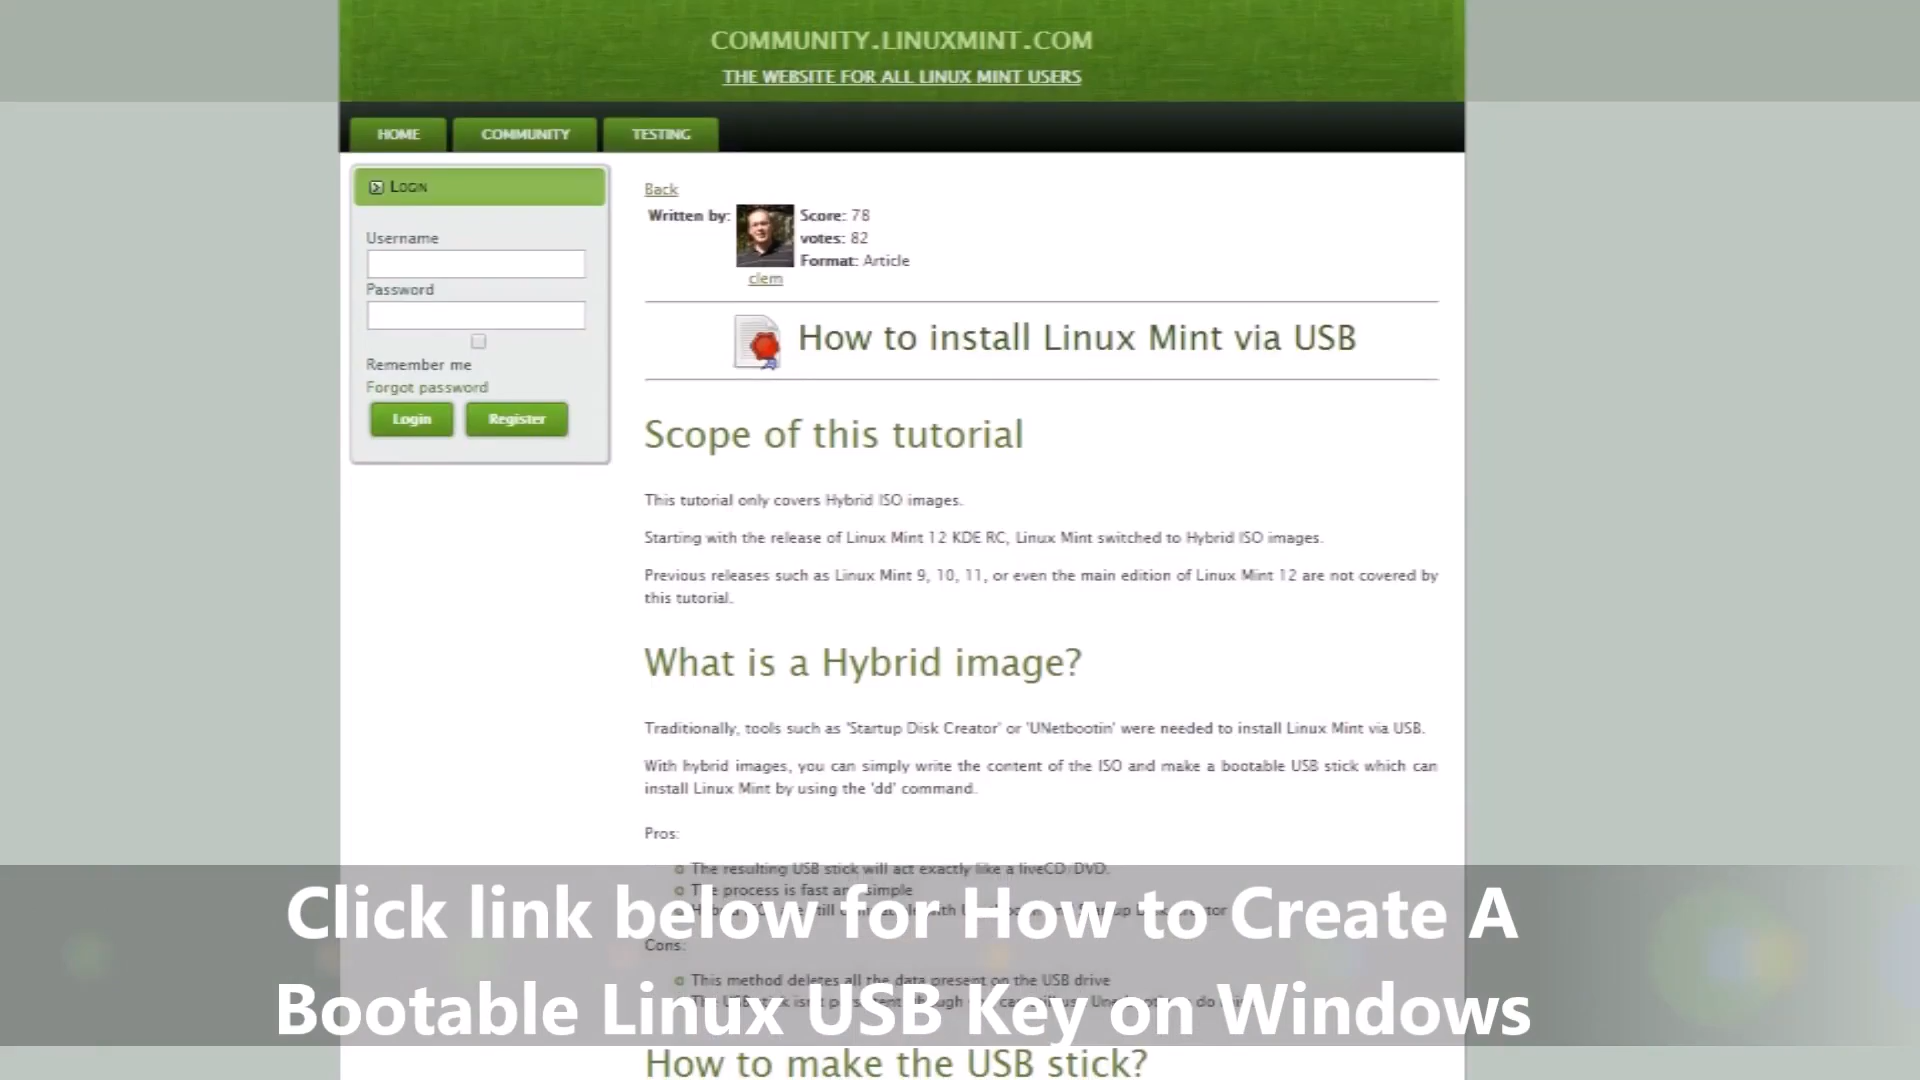 COMMUNITY.LINUXMINT.COM
THE WEBSITE FOR ALL LINUX MINT USERS
HOME
COMMUNITY
TESTING
Login
Username
Password
Remember me
Forgot password
Login
Register
Back
Written by:
Score: 78
votes: 82
Format: Article
clem
How to install Linux Mint via USB
Scope of this tutorial
This tutorial only covers Hybrid ISO images.
Starting with the release of Linux Mint 12 KDE RC, Linux Mint switched to Hybrid ISO images.
Previous releases such as Linux Mint 9, 10, 11, or even the main edition of Linux Mint 12 are not covered by
this tutorial.
What is a Hybrid image?
Traditionally, tools such as 'Startup Disk Creator' or 'UNetbootin' were needed to install Linux Mint via USB.
With hybrid images, you can simply write the content of the ISO and make a bootable USB stick which can
install Linux Mint by using the 'dd' command.
Pros:
The resulting USB stick will act exactly like a liveCD/DVD.
The process is fast and simple
Click link below for How to Create A
Cons:
This method deletes all the data present on the USB drive
Bootable Linux USB Key on Windows
How to make the USB stick?